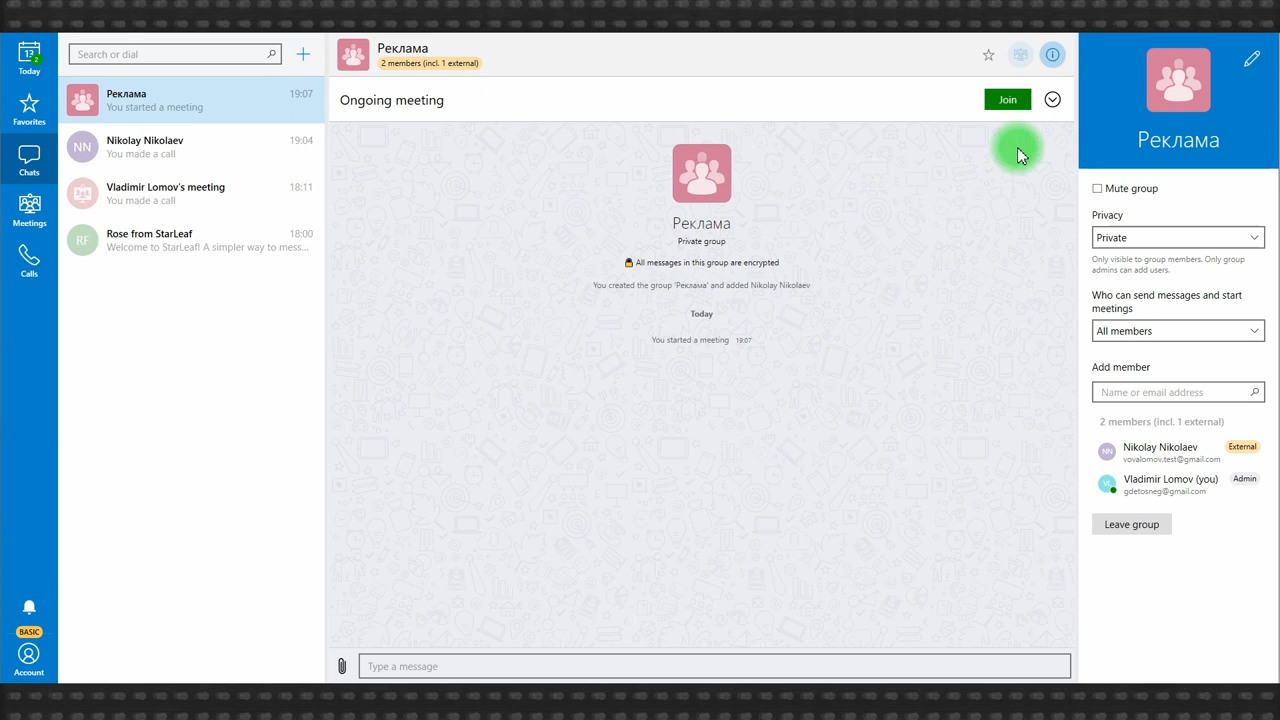 12
2
Today
Favorites
Chats
Meetings
Calls
BASIC
Account
Search or dial
Реклама
19:07
You started a meeting
NN
Nikolay Nikolaev
19:04
You made a call
Vladimir Lomov's meeting
18:11
You made a call
RF
Rose from StarLeaf
18:00
Welcome to StarLeaf! A simpler way to mess...
Реклама
2 members (incl. 1 external)
Ongoing meeting
Join
Реклама
Private group
All messages in this group are encrypted
You created the group 'Реклама' and added Nikolay Nikolaev
Today
You started a meeting 19:07
Type a message
Реклама
Mute group
Privacy
Private
Only visible to group members. Only group
admins can add users.
Who can send messages and start
meetings
All members
Add member
Name or email address
2 members (incl. 1 external)
NN
Nikolay Nikolaev
External
vovalomov.test@gmail.com
VL
Vladimir Lomov (you)
Admin
gdetosneg@gmail.com
Leave group